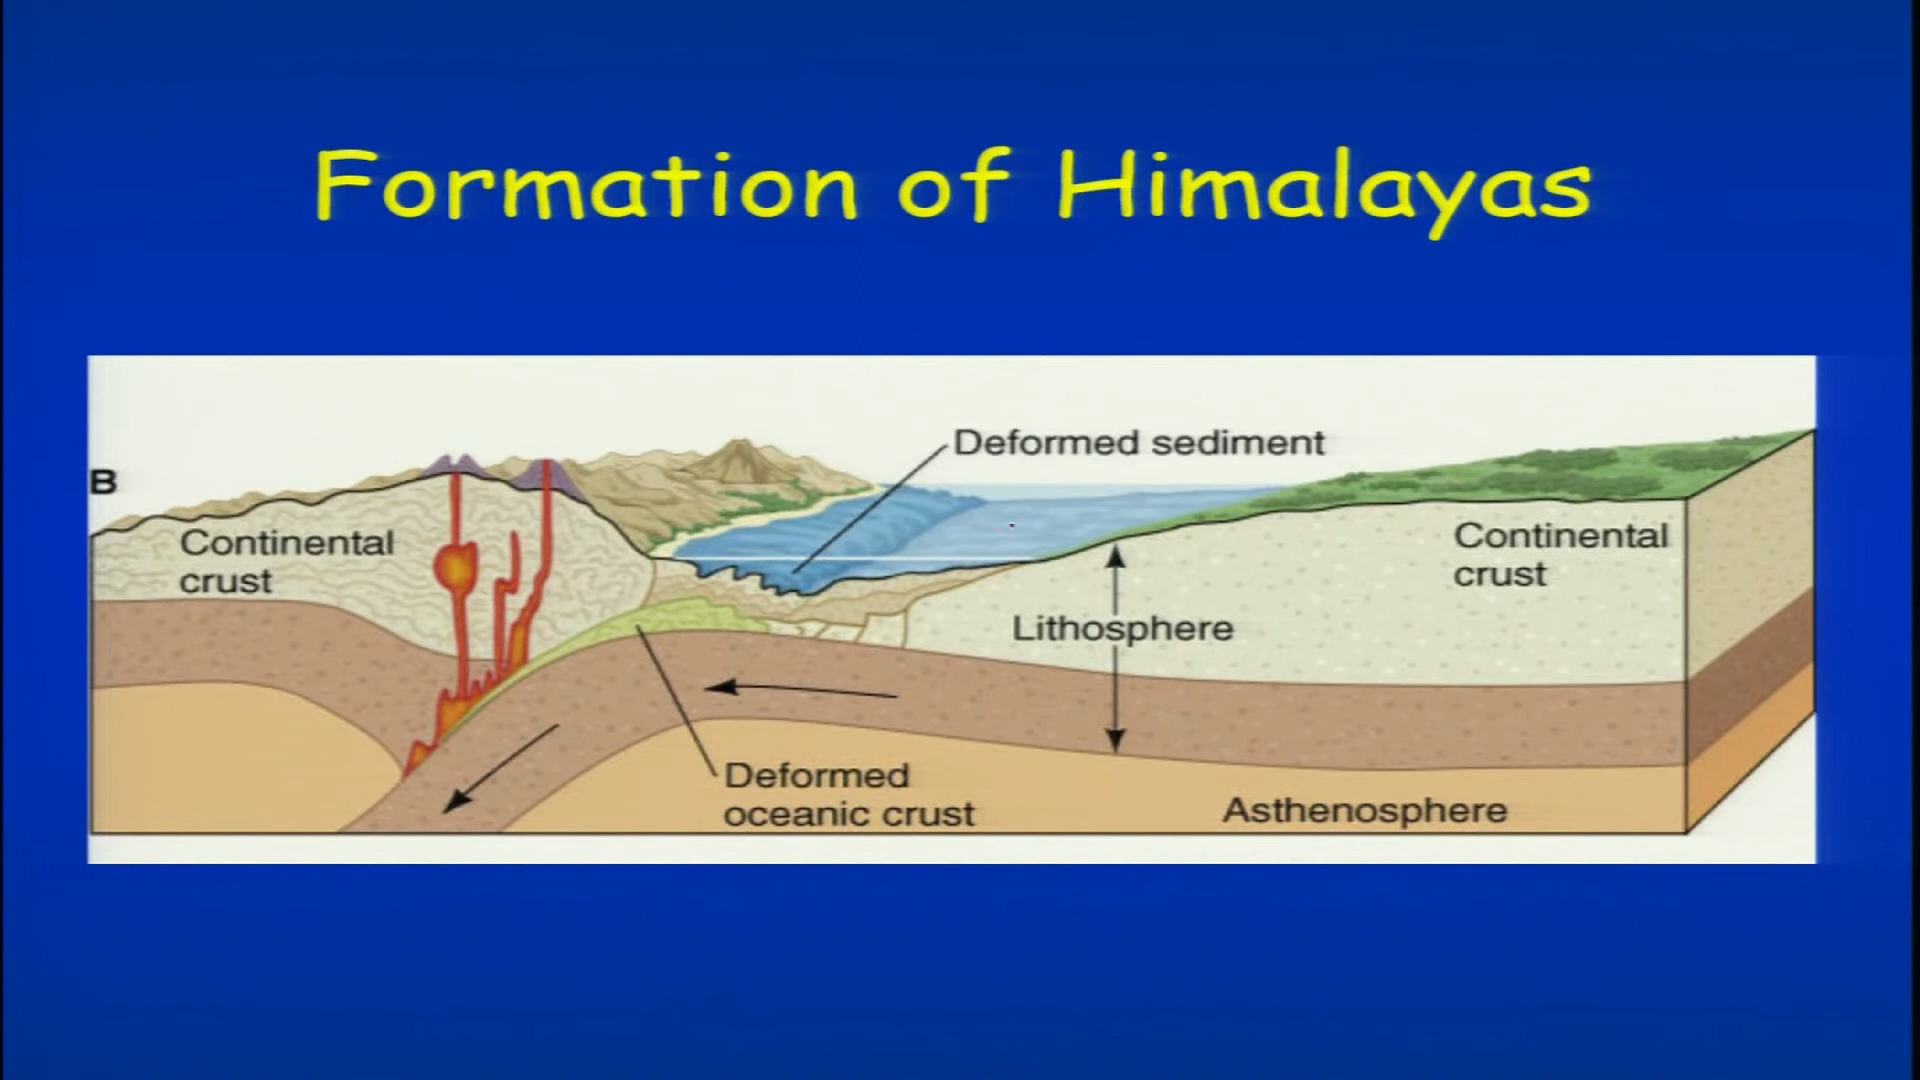 Formation of Himalayas
B
Deformed sediment
Continental
crust
Continental
crust
Lithosphere
Deformed
oceanic crust
Asthenosphere